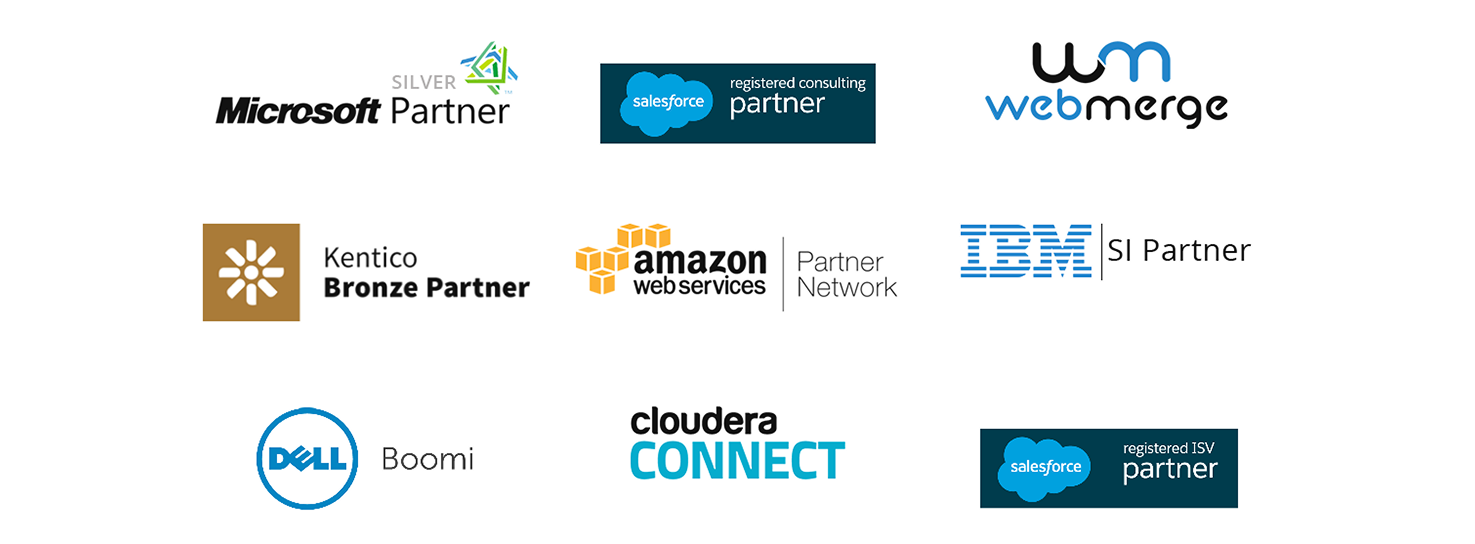 SILVER
Microsoft Partner
salesforce
registered consulting
partner
wm
webmerge
Kentico
Bronze Partner
amazon
web services
Partner
Network
IBM
SI Partner
DELL
Boomi
cloudera
CONNECT
salesforce
registered ISV
partner